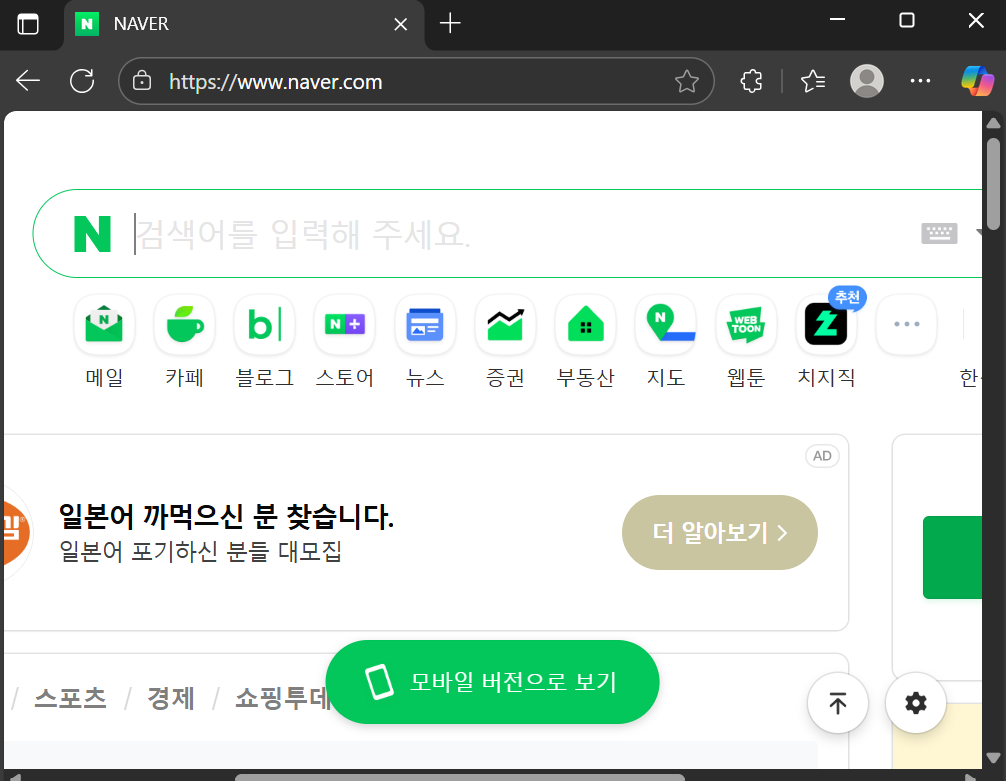 NAVER
https://www.naver.com
검색어를 입력해 주세요.
추천
메일 카페 블로그 스토어 뉴스 증권 부동산 지도 웹툰 치지직
WEB
TOON
AD
일본어 까먹으신 분 찾습니다.
일본어 포기하신 분들 대모집
더 알아보기 >
/ 스포츠 / 경제 / 쇼핑투데
모바일 버전으로 보기